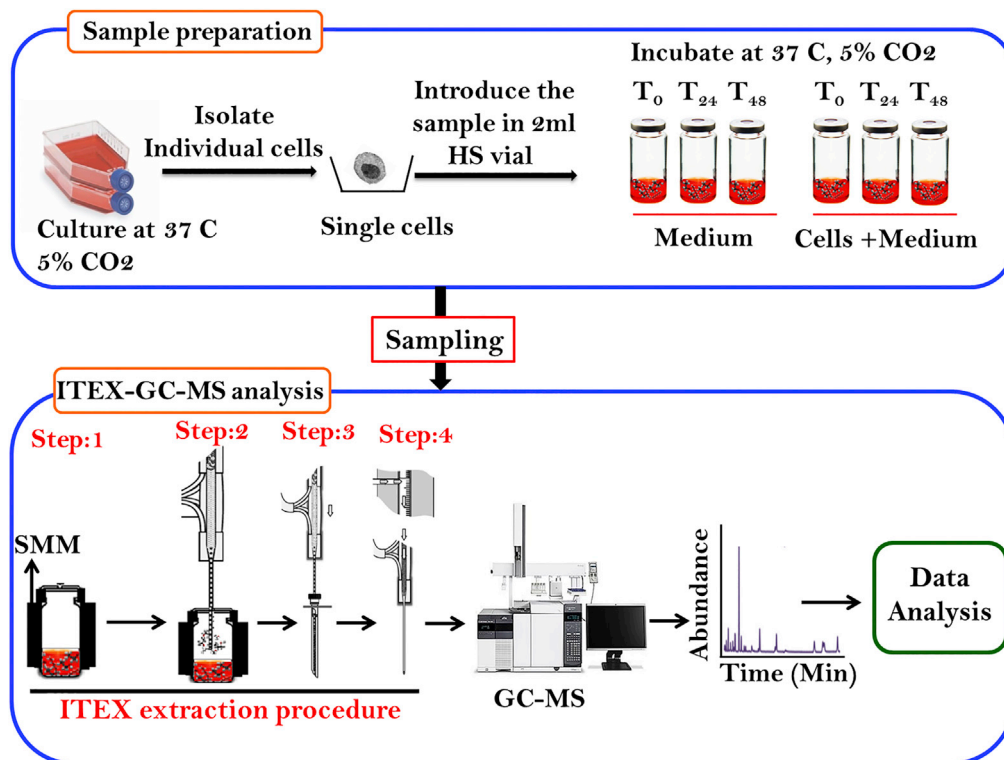 Sample preparation
Culture at 37 C
5% CO2
Isolate
Individual cells
Single cells
Introduce the
sample in 2ml
HS vial
Incubate at 37 C, 5% CO2
T0 T24 T48 T0 T24 T48
Medium
Cells +Medium
Sampling
ITEX-GC-MS analysis
Step:1
Step:2
Step:3
Step:4
SMM
ITEX extraction procedure
GC-MS
Abundance
Time (Min)
Data
Analysis